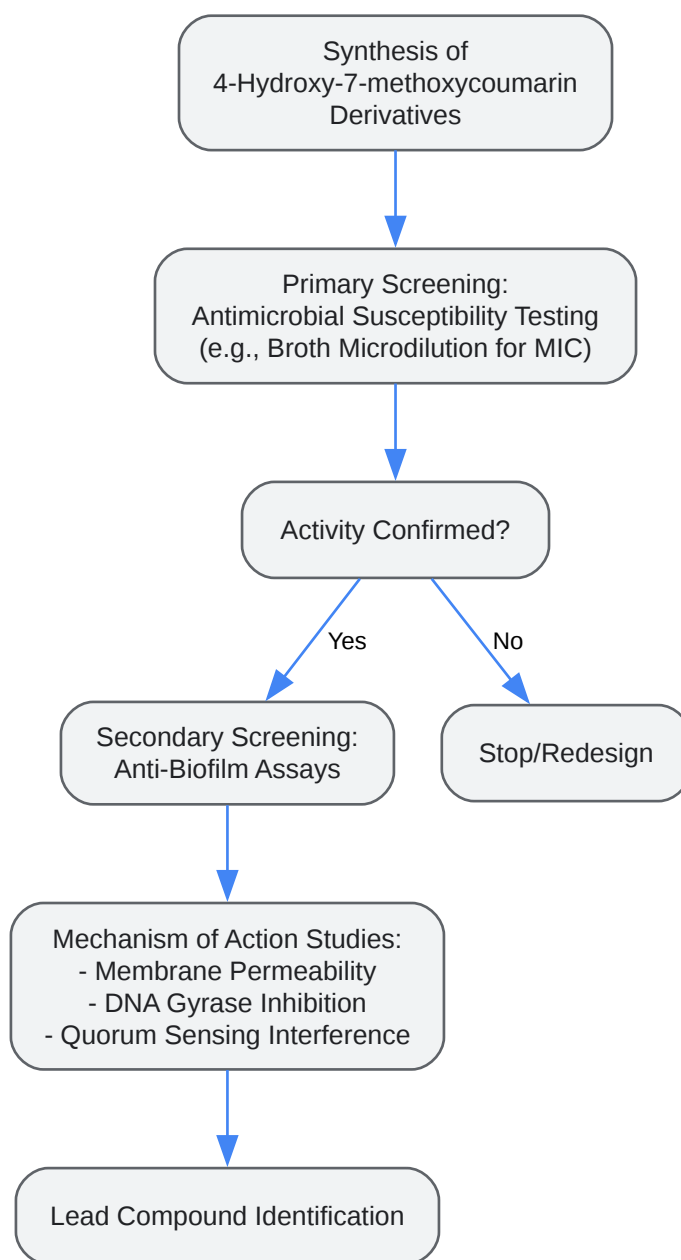 Synthesis of
4-Hydroxy-7-methoxycoumarin
Derivatives
Primary Screening:
Antimicrobial Susceptibility Testing
(e.g., Broth Microdilution for MIC)
Activity Confirmed?
Yes
No
Secondary Screening:
Anti-Biofilm Assays
Stop/Redesign
Mechanism of Action Studies:
- Membrane Permeability
- DNA Gyrase Inhibition
- Quorum Sensing Interference
Lead Compound Identification